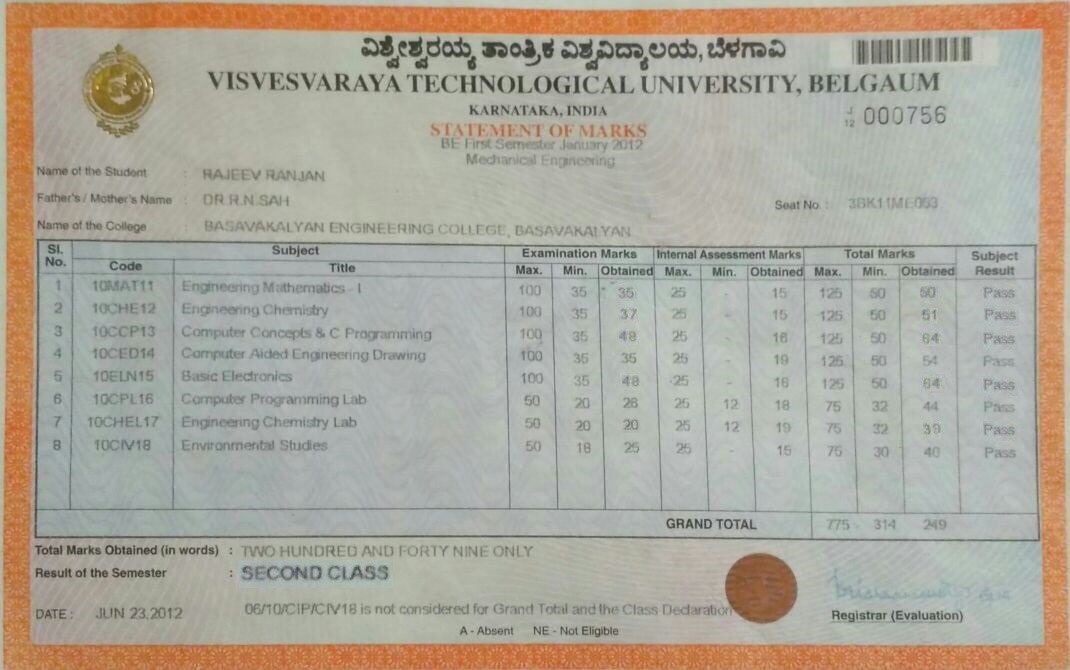 ವಿಶ್ವೇಶ್ವರಯ್ಯ ತಾಂತ್ರಿಕ ವಿಶ್ವವಿದ್ಯಾಲಯ, ಬೆಳಗಾವಿ
VISVESVARAYA TECHNOLOGICAL UNIVERSITY, BELGAUM
KARNATAKA, INDIA
J/12 000756
STATEMENT OF MARKS
BE First Semester January 2012
Mechanical Engineering
Name of the Student : RAJEEV RANJAN
Father's / Mother's Name : DR.R.N.SAH Seat No. : 3BK11ME053
Name of the College : BASAVAKALYAN ENGINEERING COLLEGE, BASAVAKALYAN
Sl. No. Subject Examination Marks Internal Assessment Marks Total Marks Subject Result
Code Title Max. Min. Obtained Max. Min. Obtained Max. Min. Obtained
1 10MAT11 Engineering Mathematics - I 100 35 35 25 - 15 125 50 50 Pass
2 10CHE12 Engineering Chemistry 100 35 37 25 - 15 125 50 51 Pass
3 10CCP13 Computer Concepts & C Programming 100 35 48 25 - 16 125 50 64 Pass
4 10CED14 Computer Aided Engineering Drawing 100 35 35 25 - 19 125 50 54 Pass
5 10ELN15 Basic Electronics 100 35 48 25 - 16 125 50 64 Pass
6 10CPL16 Computer Programming Lab 50 20 26 25 12 18 75 32 44 Pass
7 10CHEL17 Engineering Chemistry Lab 50 20 20 25 12 19 75 32 39 Pass
8 10CIV18 Environmental Studies 50 18 25 25 - 15 75 30 40 Pass
GRAND TOTAL 775 314 249
Total Marks Obtained (in words) : TWO HUNDRED AND FORTY NINE ONLY
Result of the Semester : SECOND CLASS
DATE : JUN 23,2012 06/10/CIP/CIV18 is not considered for Grand Total and the Class Declaration
Registrar (Evaluation)
A - Absent NE - Not Eligible